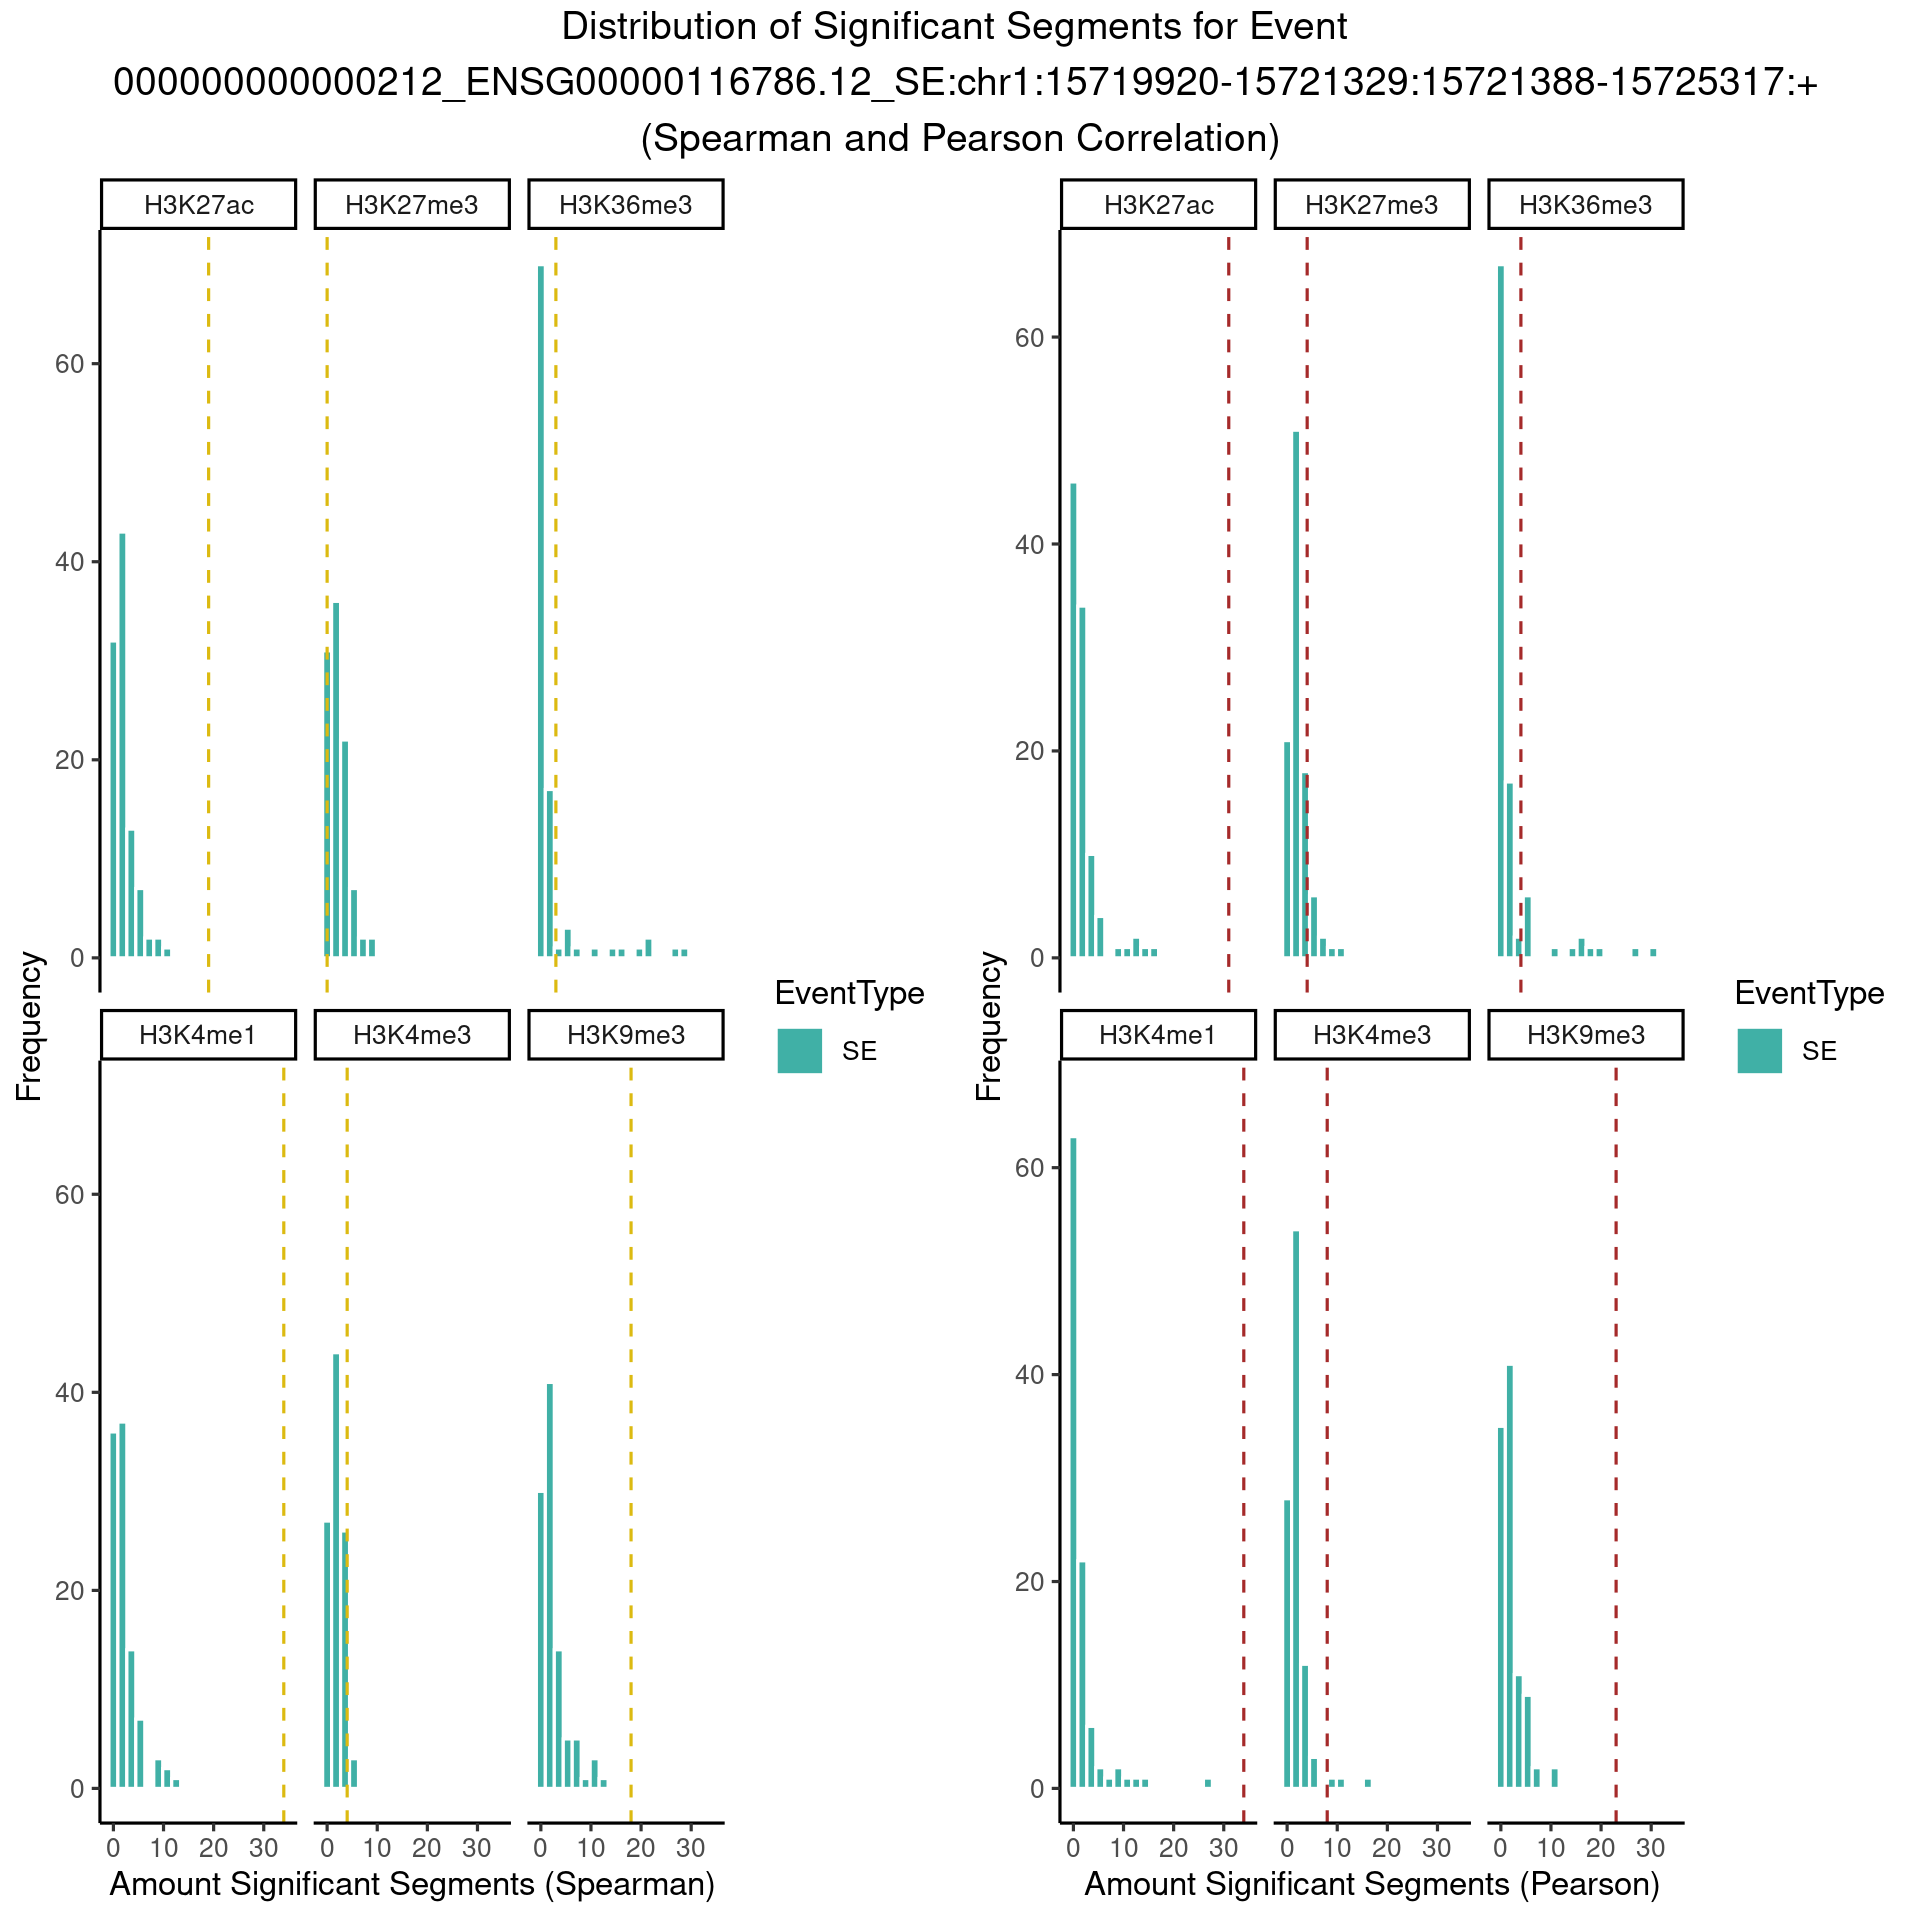 Distribution of Significant Segments for Event
000000000000212_ENSG00000116786.12_SE:chr1:15719920-15721329:15721388-15725317:+
(Spearman and Pearson Correlation)
H3K27ac H3K27me3 H3K36me3
60
40
20
0
H3K4me1 H3K4me3 H3K9me3
60
40
20
0
0 10 20 30 0 10 20 30 0 10 20 30
Frequency
Amount Significant Segments (Spearman)
EventType
SE
H3K27ac H3K27me3 H3K36me3
60
40
20
0
H3K4me1 H3K4me3 H3K9me3
60
40
20
0
0 10 20 30 0 10 20 30 0 10 20 30
Frequency
Amount Significant Segments (Pearson)
EventType
SE